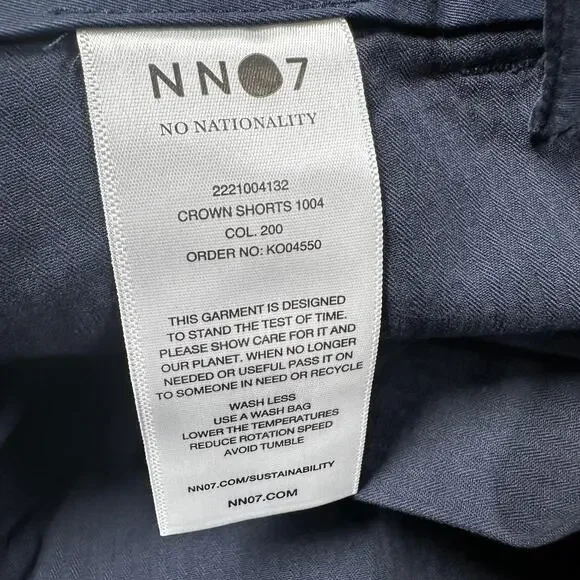 NN07
NO NATIONALITY
2221004132
CROWN SHORTS 1004
COL. 200
ORDER NO: KO04550
THIS GARMENT IS DESIGNED
TO STAND THE TEST OF TIME.
PLEASE SHOW CARE FOR IT AND
OUR PLANET. WHEN NO LONGER
NEEDED OR USEFUL PASS IT ON
TO SOMEONE IN NEED OR RECYCLE
WASH LESS
USE A WASH BAG
LOWER THE TEMPERATURES
REDUCE ROTATION SPEED
AVOID TUMBLE
NN07.COM/SUSTAINABILITY
NN07.COM